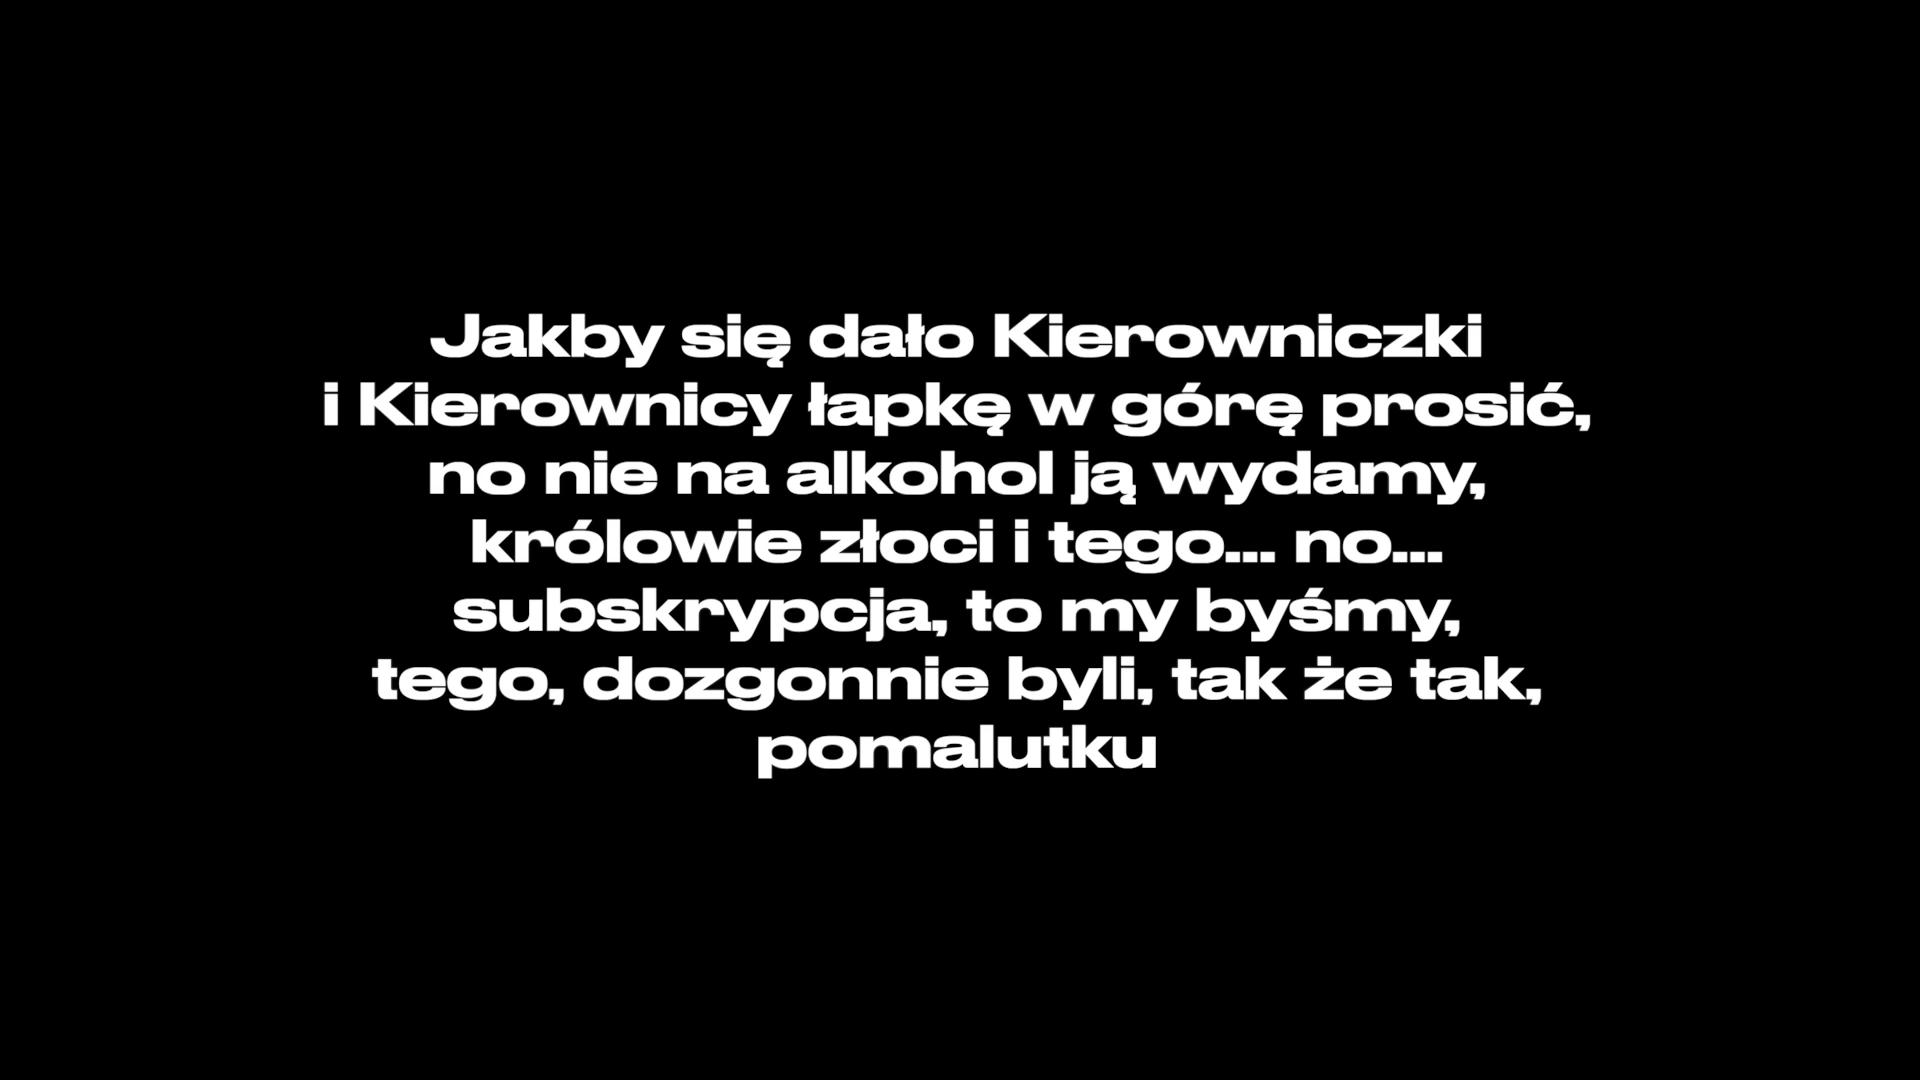 Jakby się dało Kierowniczki
i Kierownicy łapkę w górę prosić,
no nie na alkohol ją wydamy,
królowie złoci i tego... no...
subskrypcja, to my byśmy,
tego, dozgonnie byli, tak że tak,
pomalutku